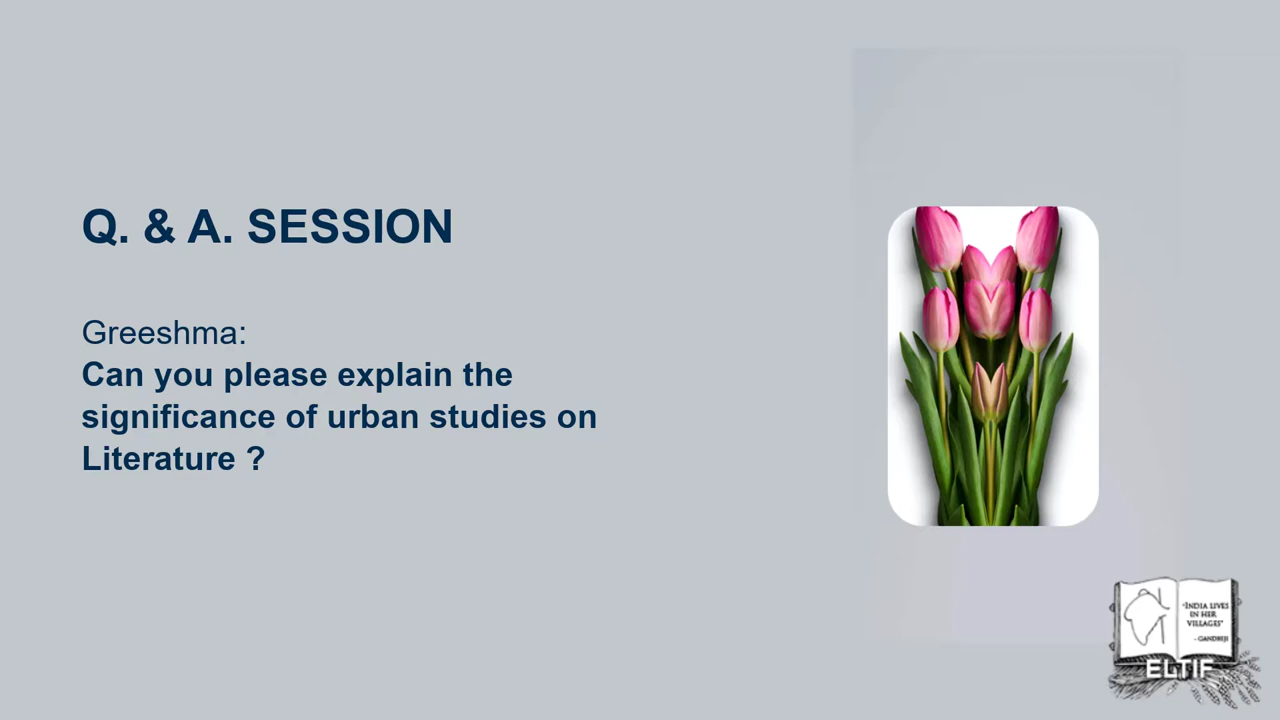 Q. & A. SESSION
Greeshma:
Can you please explain the
significance of urban studies on
Literature ?
"INDIA LIVES
IN HER
VILLAGES"
- GANDHIJI
ELTIF